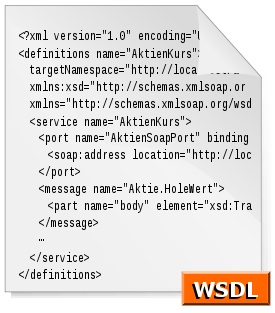 <?xml version="1.0" encoding="
<definitions name="AktienKurs"
targetNamespace="http://loca
xmlns:xsd="http://schemas.xmlsoap.or
xmlns="http://schemas.xmlsoap.org/wsd
<service name="AktienKurs">
<port name="AktienSoapPort" binding
<soap:address location="http://loc
</port>
<message name="Aktie.HoleWert">
<part name="body" element="xsd:Tra
</message>
…
</service>
</definitions>
WSDL